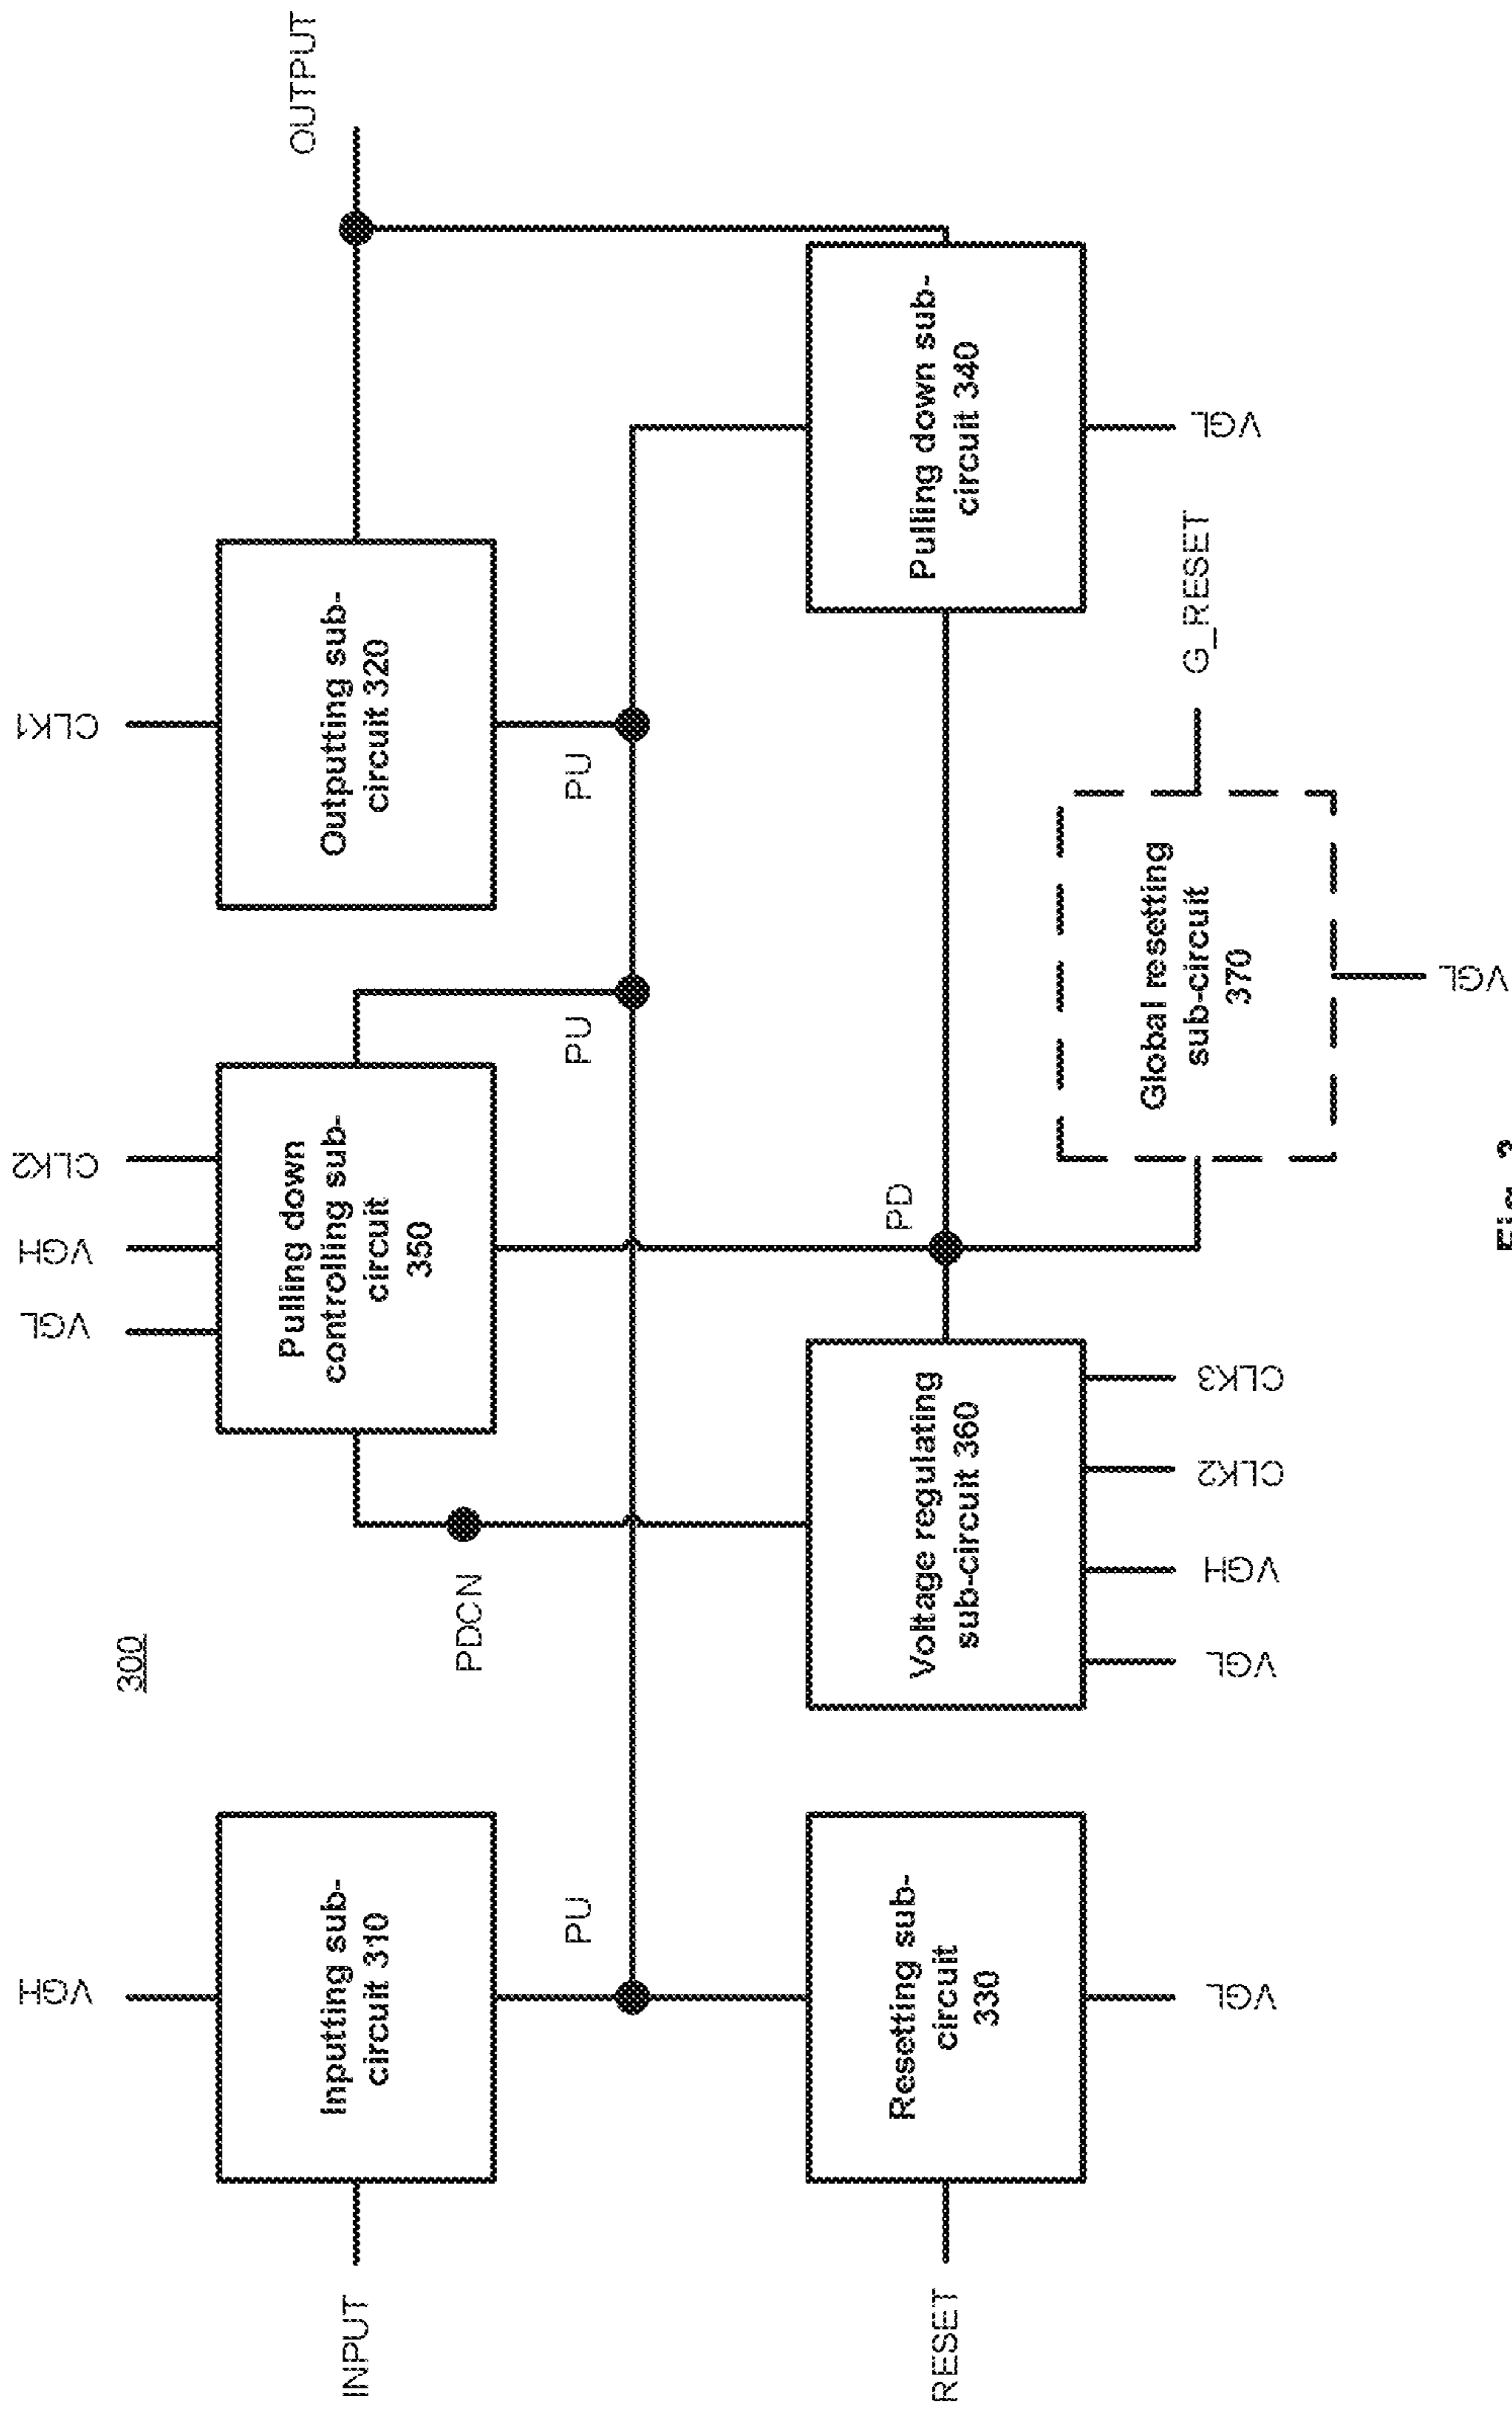 300
VGH
VGL
VGH
CLK2
CLK1
INPUT
Inputting sub-
circuit 310
Pulling down
controlling sub-
circuit
350
Outputting sub-
circuit 320
OUTPUT
PDCN
PU
PU
PU
RESET
Resetting sub-
circuit
330
Voltage regulating
sub-circuit 360
PD
Pulling down sub-
circuit 340
VGL
VGL
VGH
CLK2
CLK3
Global resetting
sub-circuit
370
G_RESET
VGL
VGL